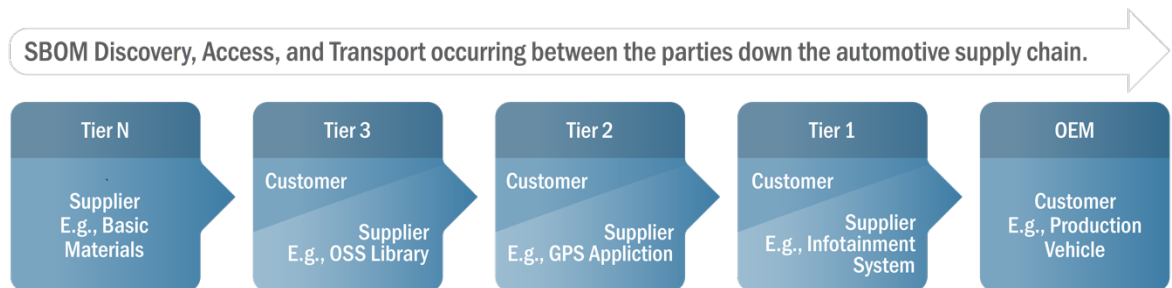 SBOM Discovery, Access, and Transport occurring between the parties down the automotive supply chain.
Tier N
Supplier
E.g., Basic
Materials
Tier 3
Customer
Supplier
E.g., OSS Library
Tier 2
Customer
Supplier
E.g., GPS Appliction
Tier 1
Customer
Supplier
E.g., Infotainment
System
OEM
Customer
E.g., Production
Vehicle